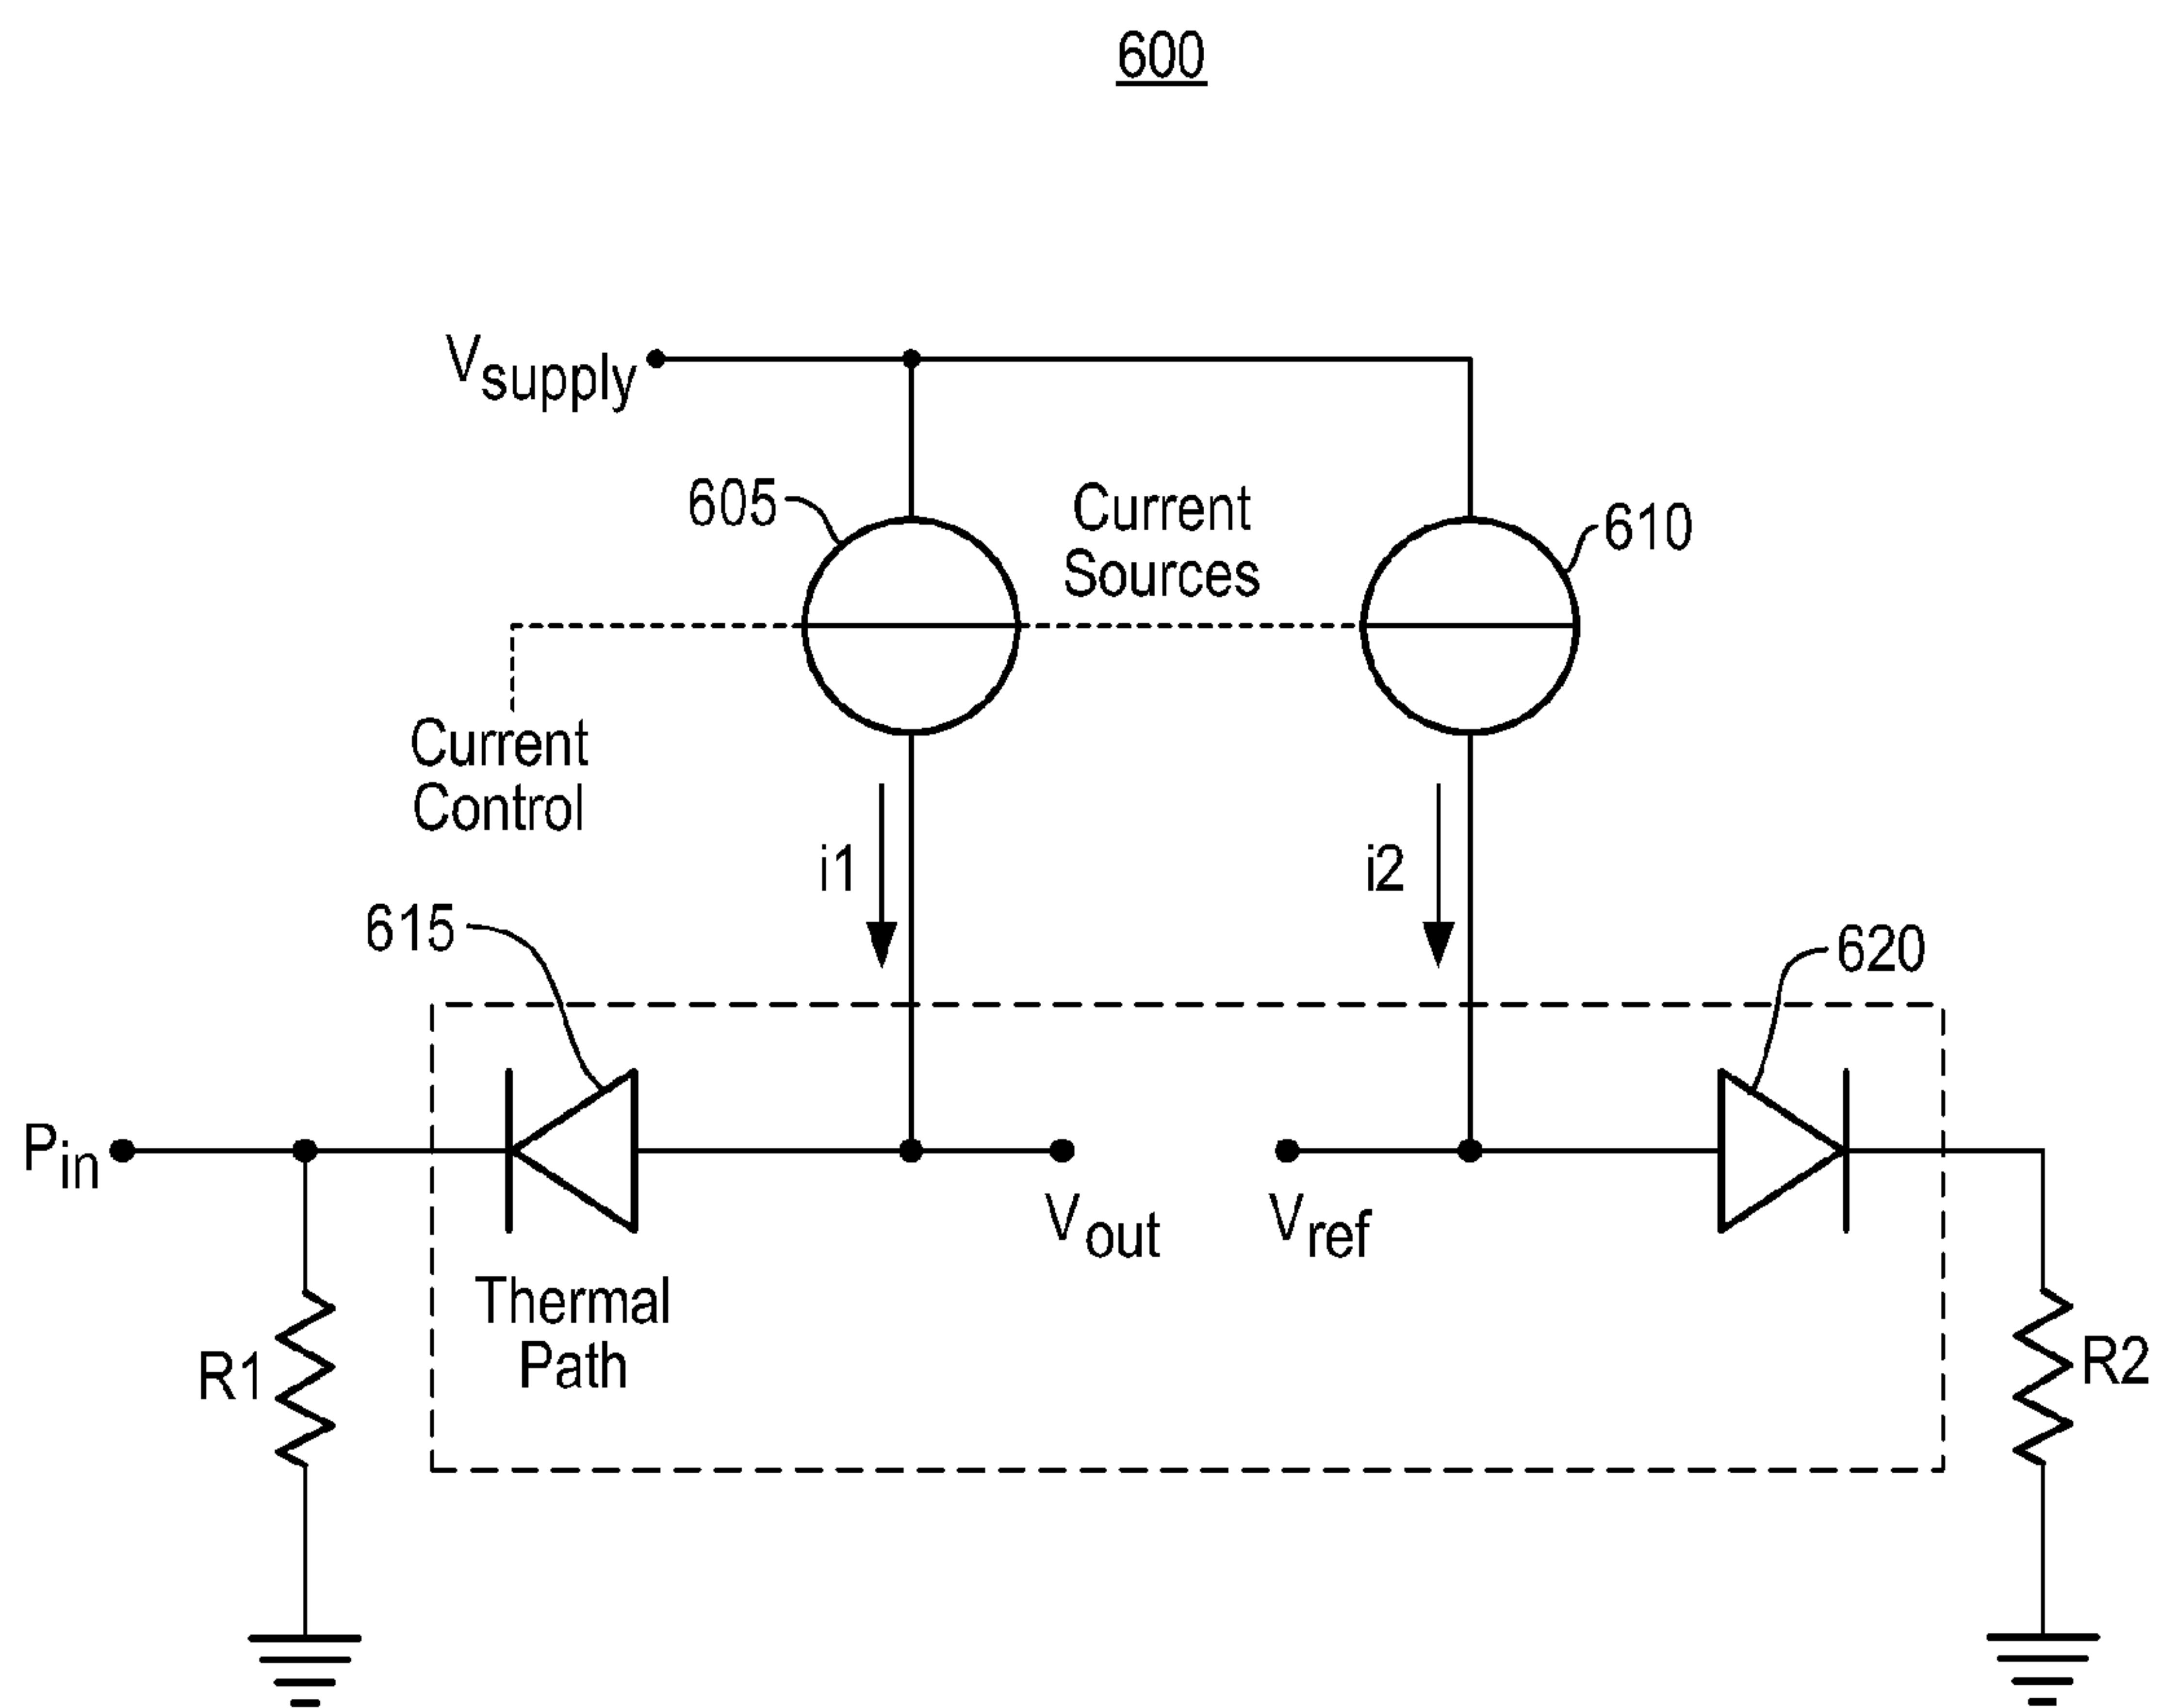 600
Vsupply
605
Current
Sources
610
Current
Control
i1
i2
615
620
Pin
Vout
Vref
Thermal
Path
R1
R2